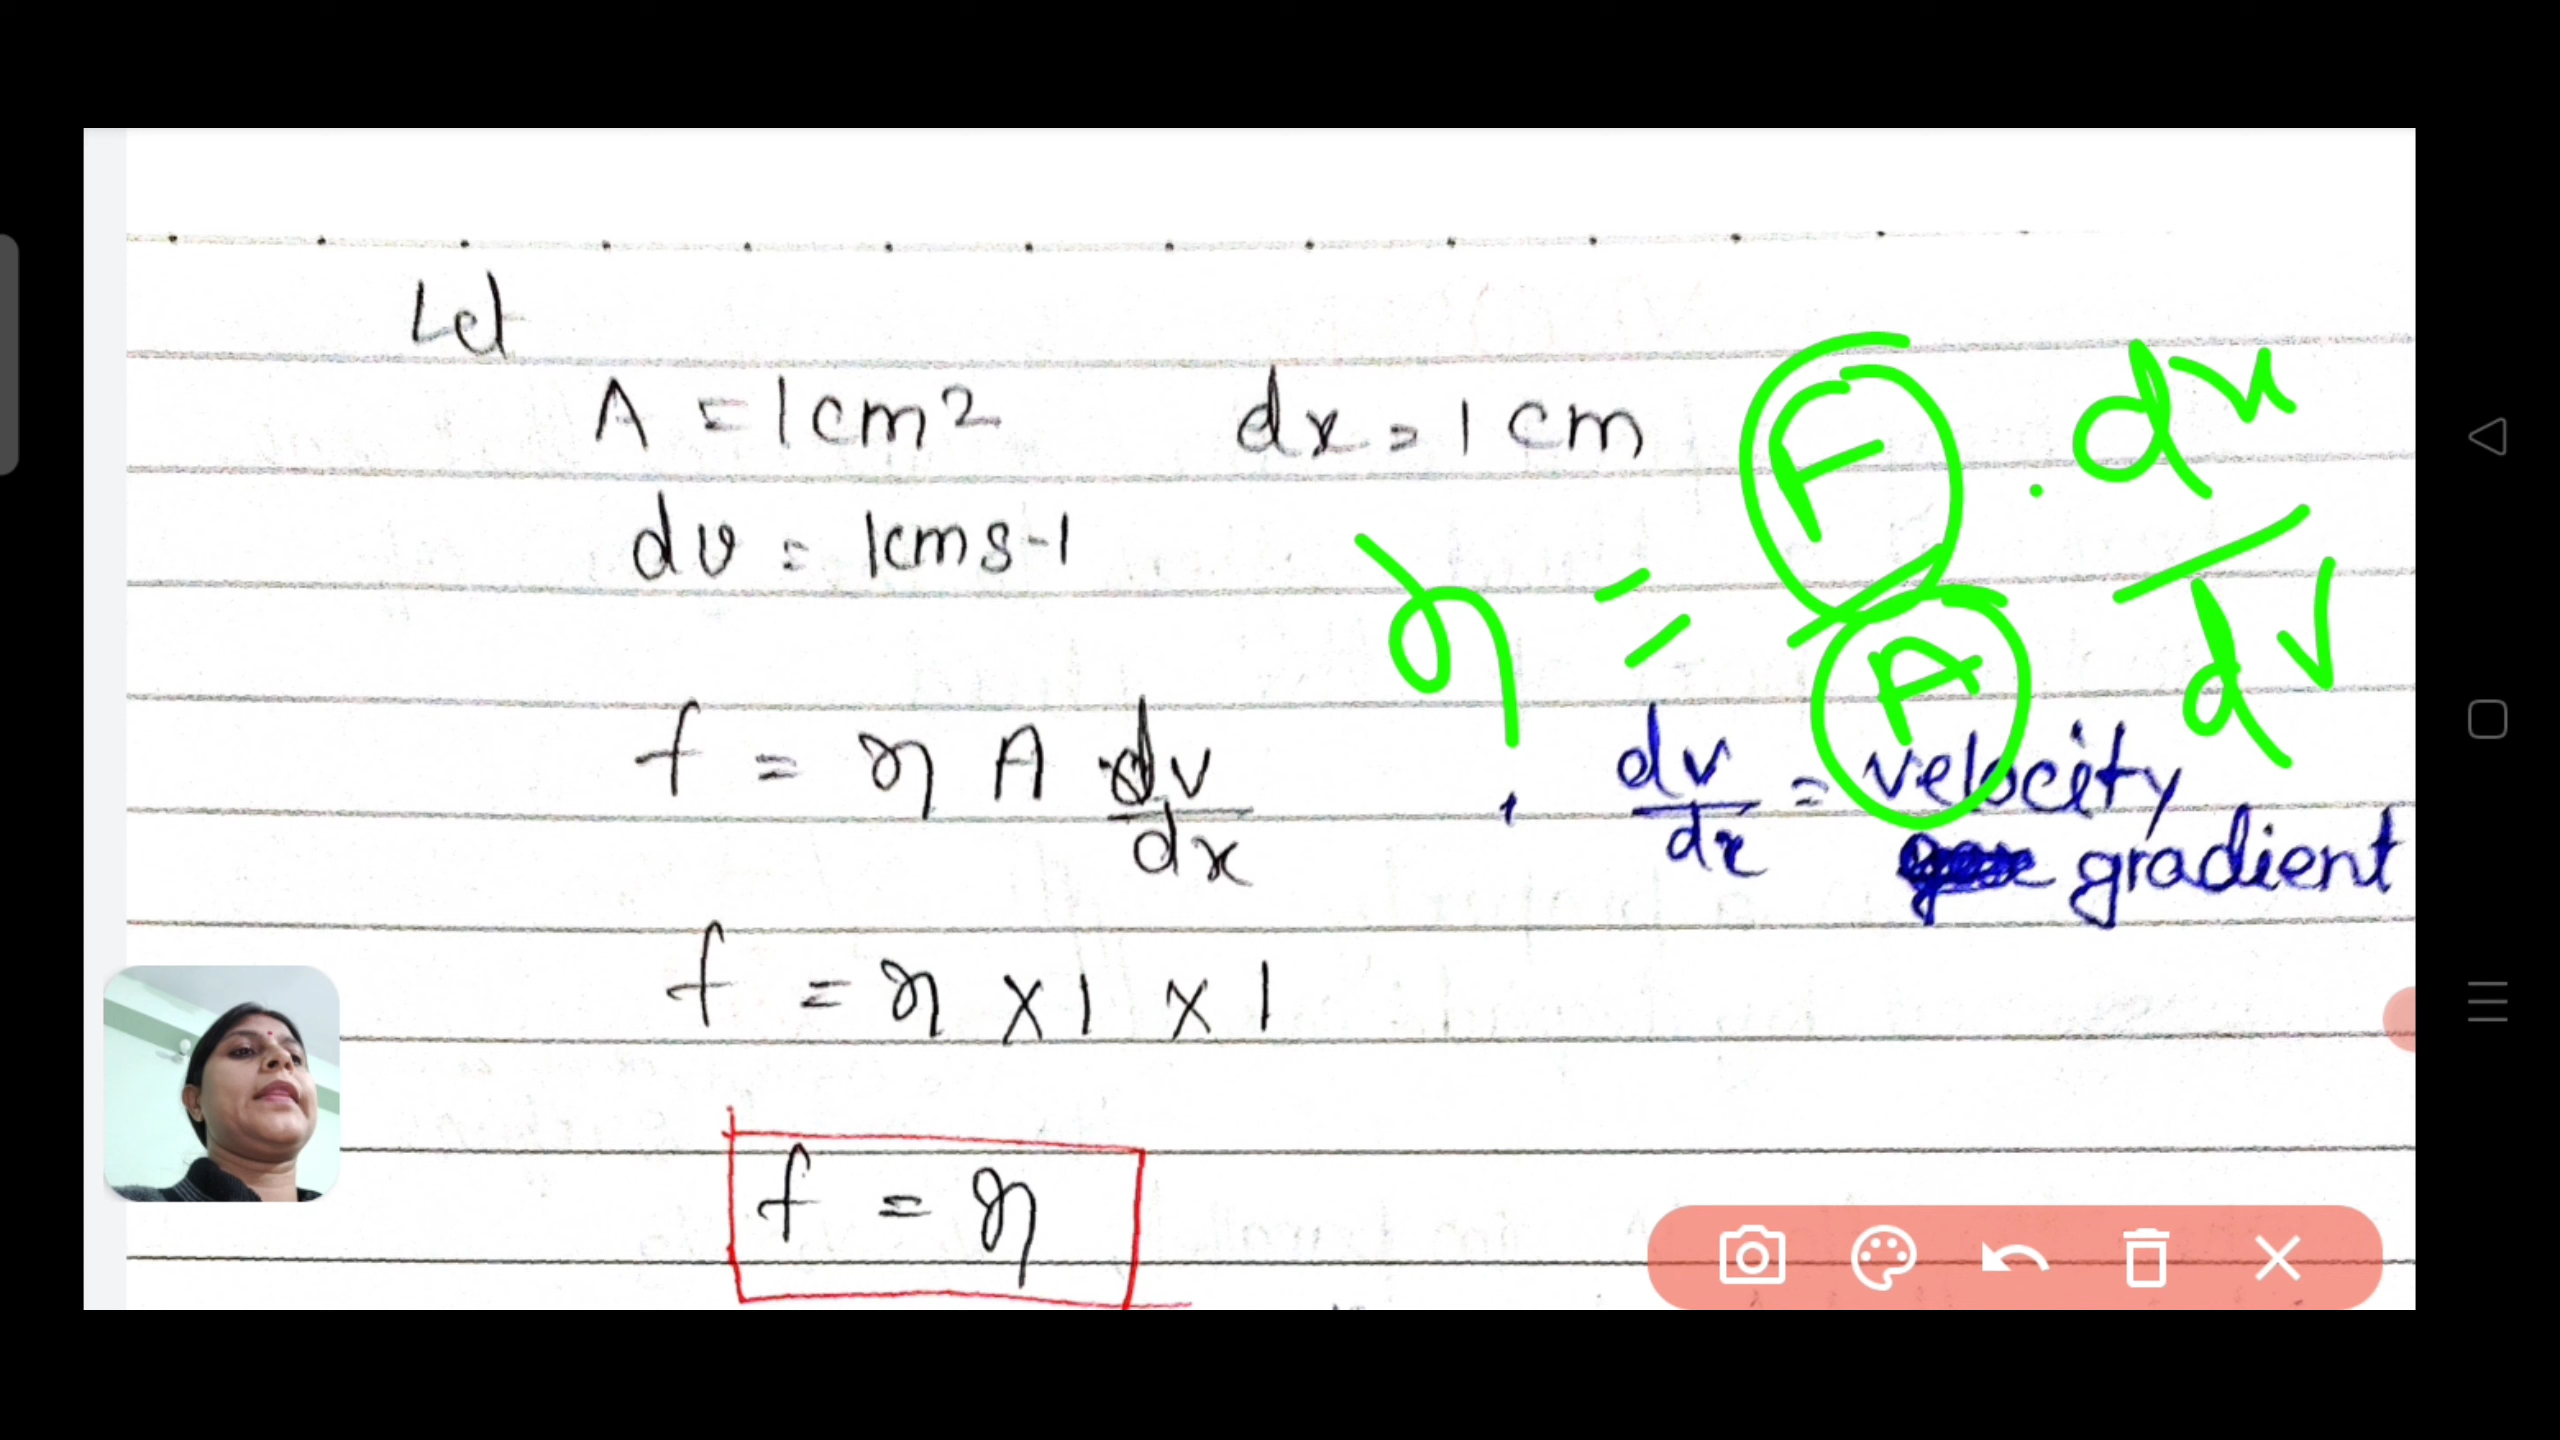 Let
A = 1cm2 dx = 1 cm
dv = 1cms-1
η = F/A . dx/dv
f = η A dv/dx , dv/dx = velocity
gradient
f = η x 1 x 1
f = η